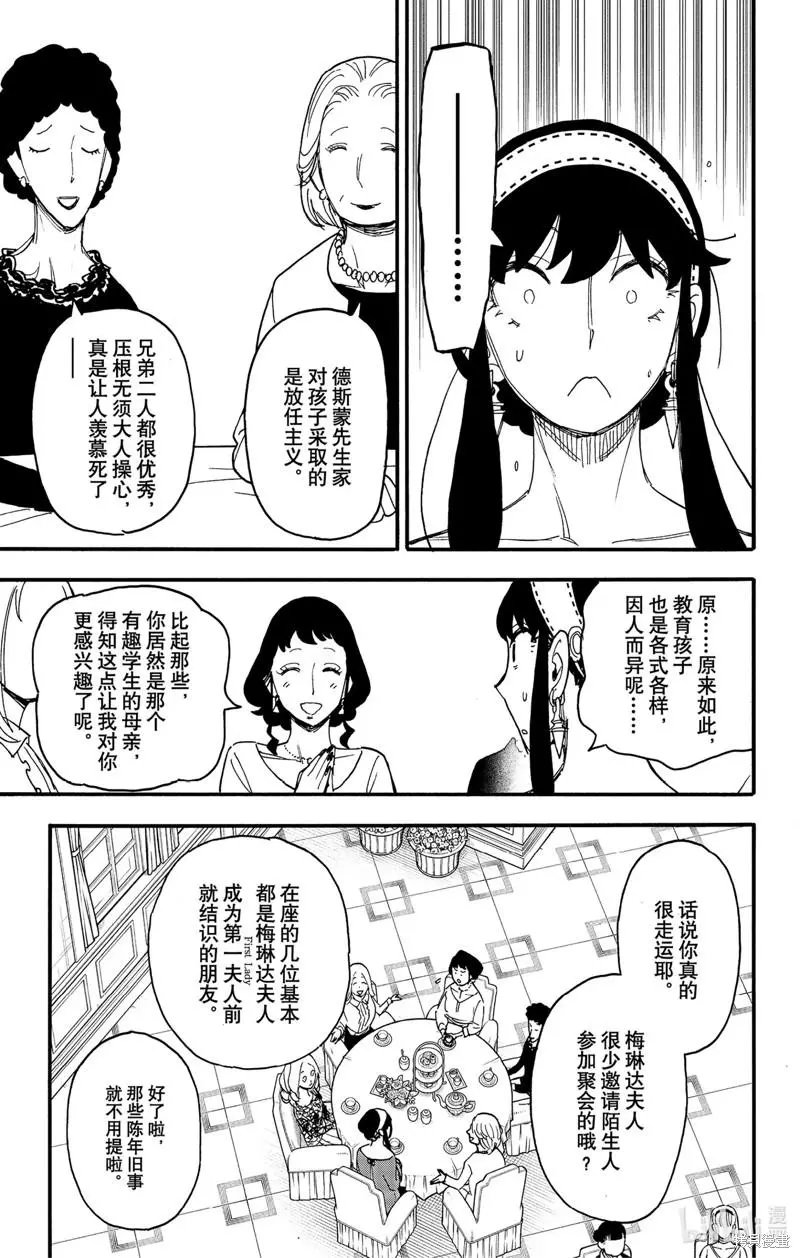 ————……
德斯蒙先生家
对孩子采取的
是放任主义。
兄弟二人都很优秀，
压根无须大人操心，
真是让人羡慕死了
——
原……原来如此，
教育孩子
也是各式各样，
因人而异呢……
比起那些，
你居然是那个
有趣学生的母亲，
得知这点让我对你
更感兴趣了呢。
话说你真的
很走运耶。
梅琳达夫人
很少邀请陌生人
参加聚会的哦？
在座的几位基本
都是梅琳达夫人
First Lady
成为第一夫人前
就结识的朋友。
好了啦，
那些陈年旧事
就不用提啦。
漫画
拷貝漫畫